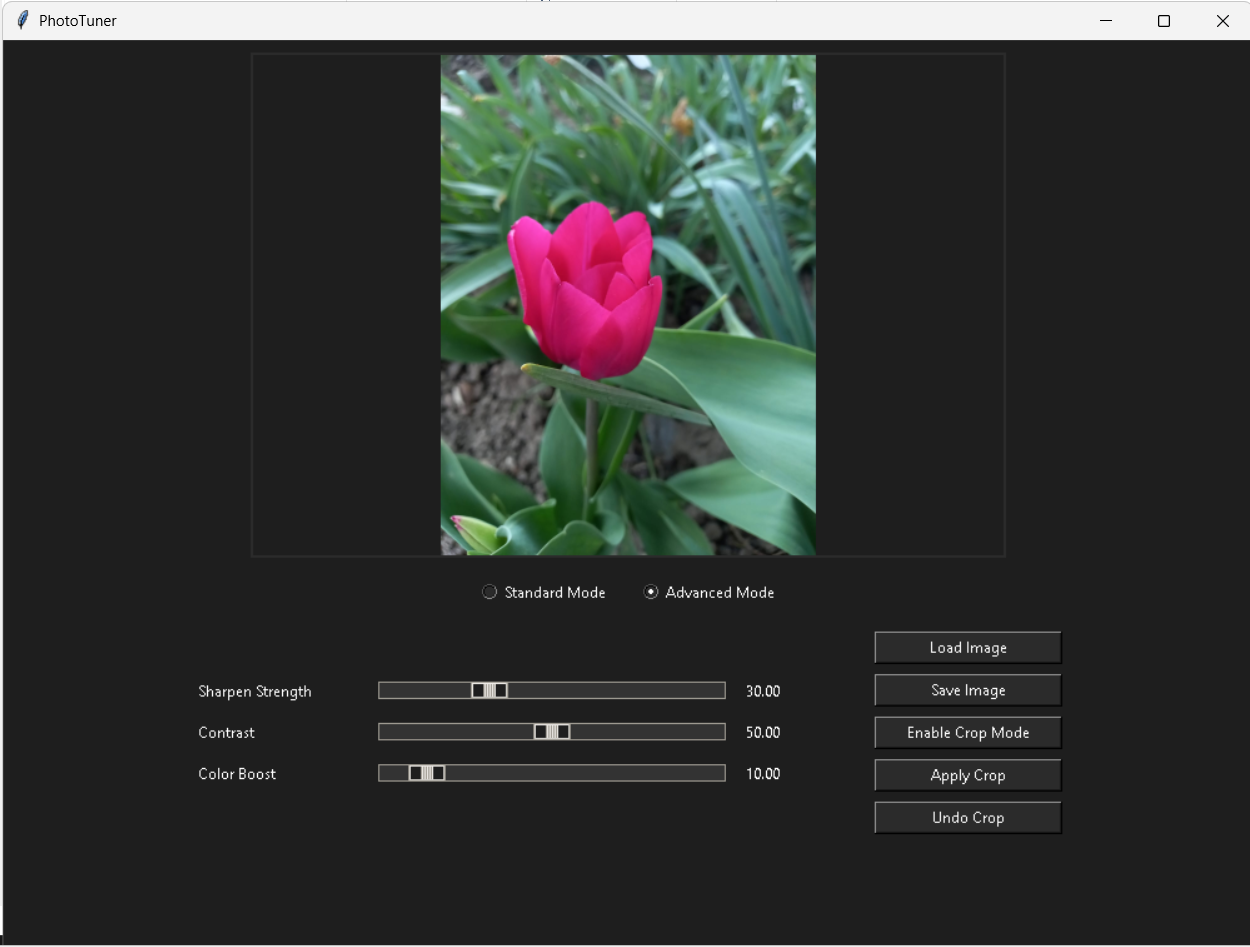 PhotoTuner
Standard Mode
Advanced Mode
Load Image
Sharpen Strength
30.00
Save Image
Contrast
50.00
Enable Crop Mode
Color Boost
10.00
Apply Crop
Undo Crop